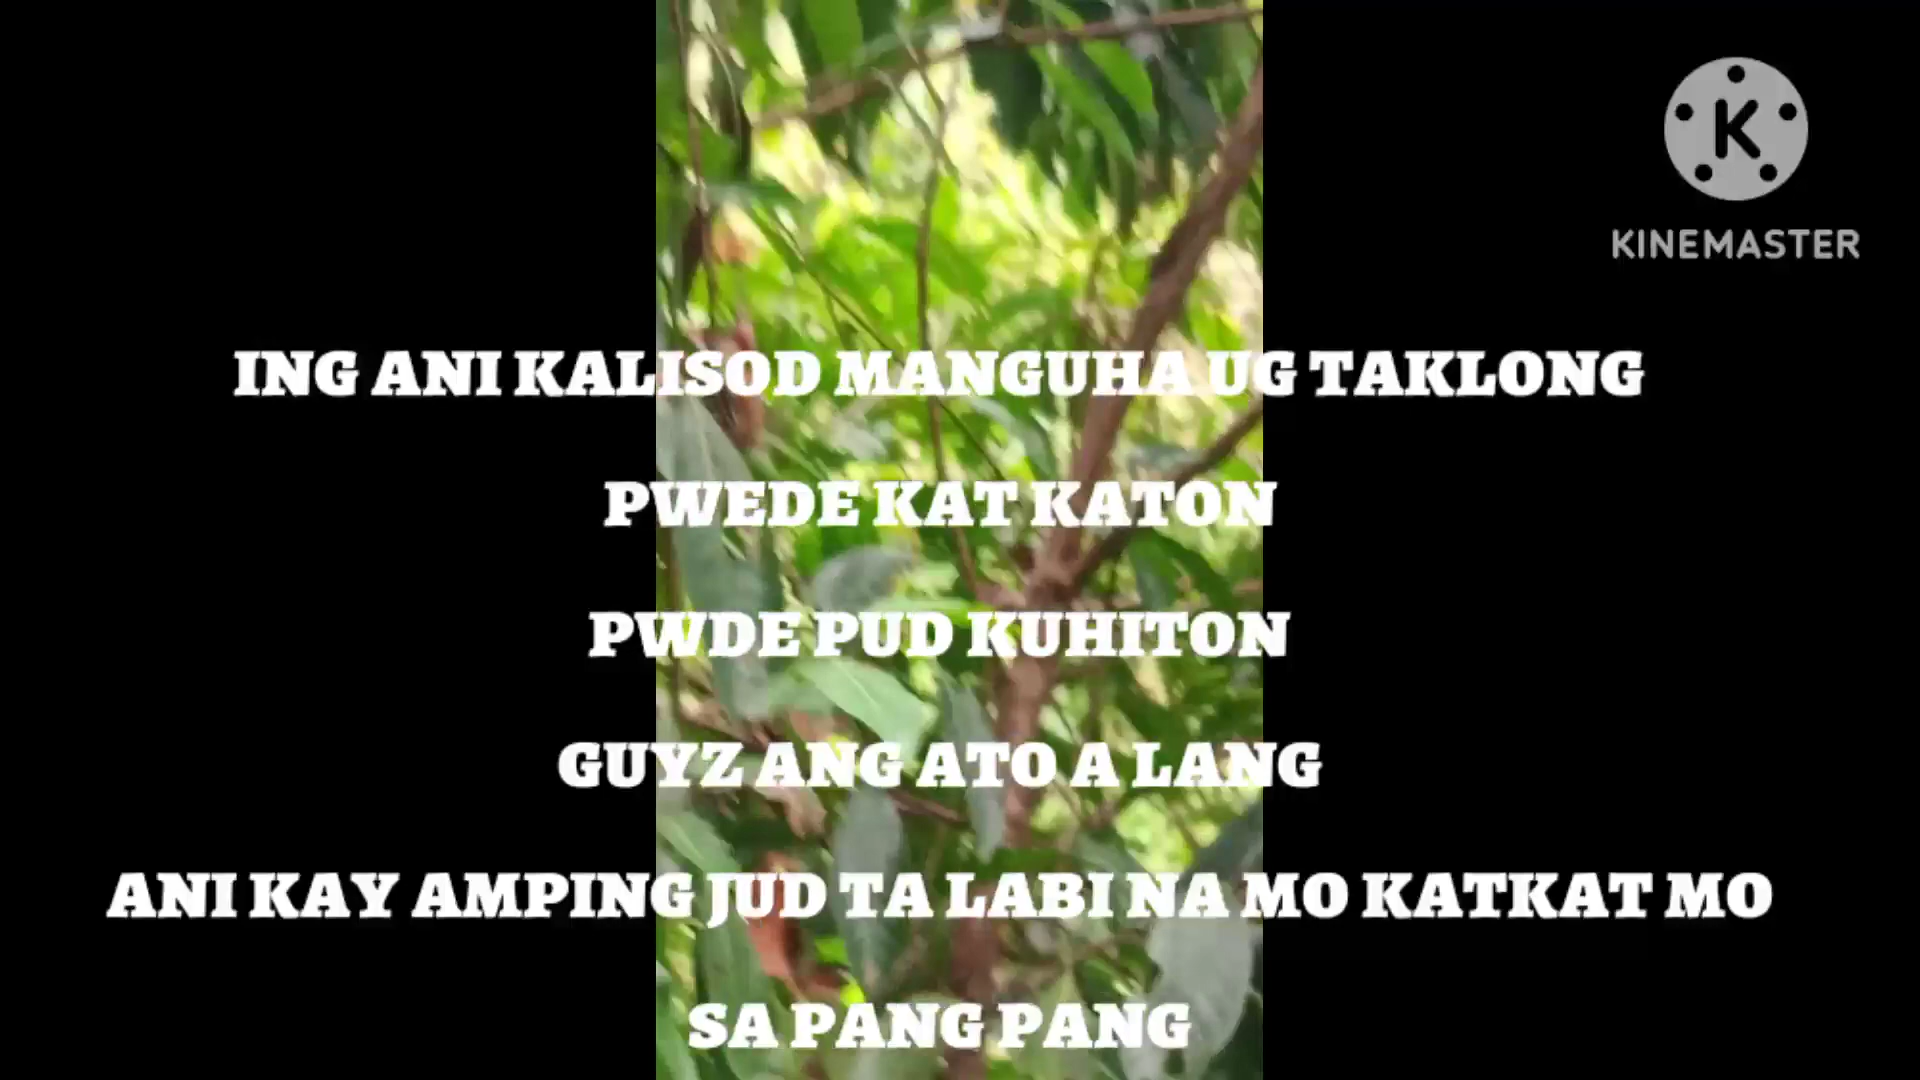 KINEMASTER
ING ANI KALISOD MANGUHA UG TAKLONG
PWEDE KAT KATON
PWDE PUD KUHITON
GUYZ ANG ATO A LANG
ANI KAY AMPING JUD TA LABI NA MO KATKAT MO
SA PANG PANG